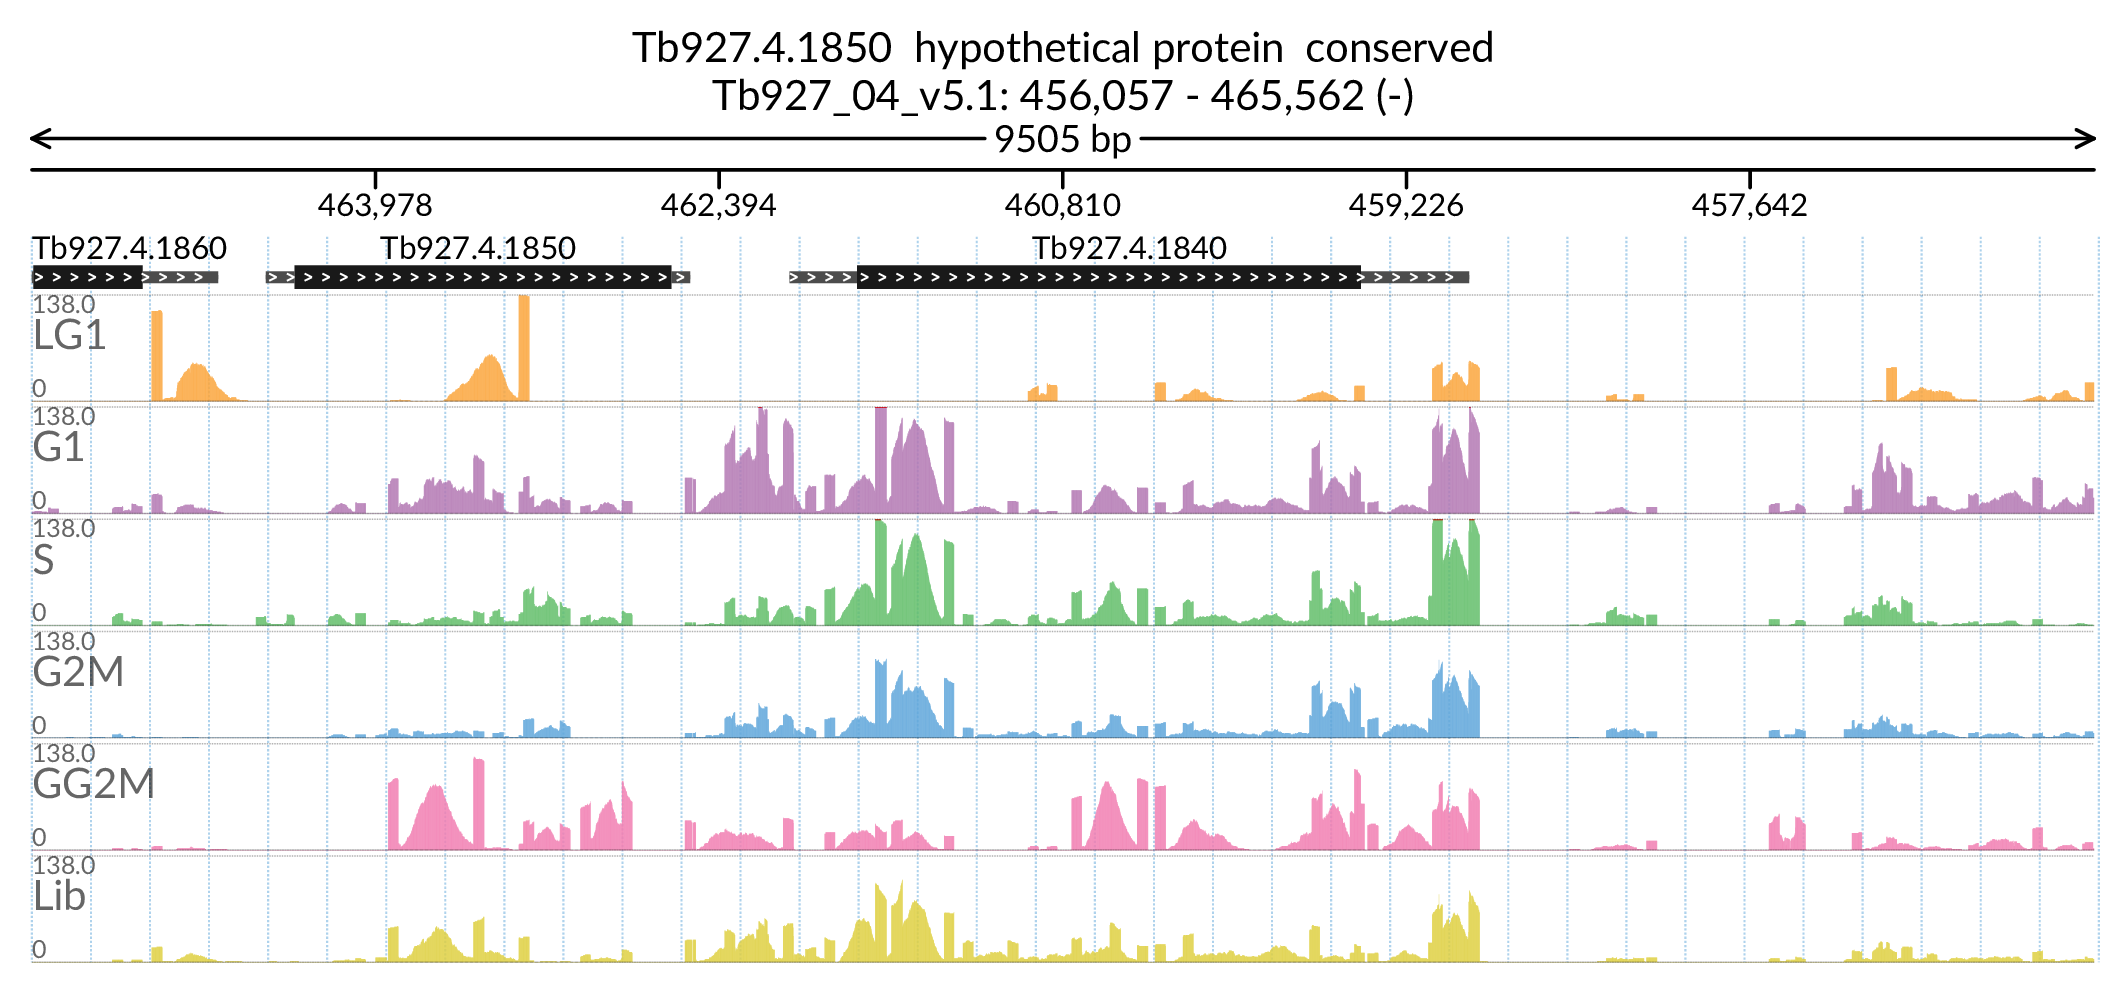 Tb927.4.1850  hypothetical protein  conserved
Tb927_04_v5.1: 456,057 - 465,562 (-)
9505 bp
463,978 462,394 460,810 459,226 457,642
Tb927.4.1860 Tb927.4.1850 Tb927.4.1840
138.0
LG1
0
138.0
G1
0
138.0
S
0
138.0
G2M
0
138.0
GG2M
0
138.0
Lib
0